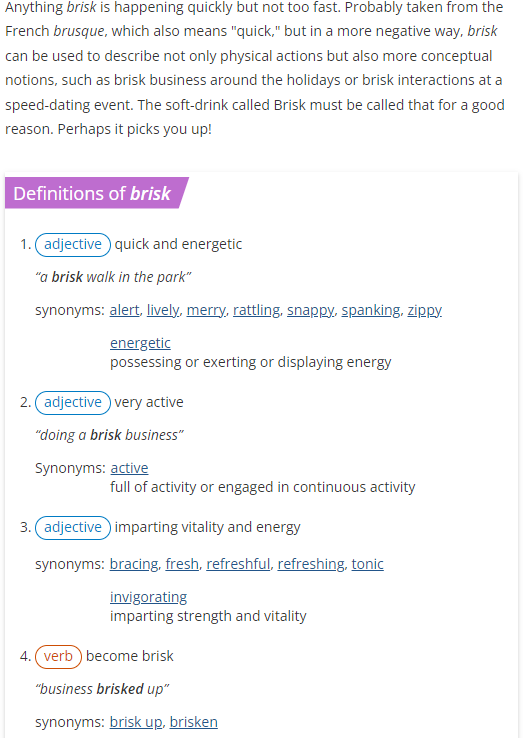 Anything brisk is happening quickly but not too fast. Probably taken from the
French brusque, which also means "quick," but in a more negative way, brisk
can be used to describe not only physical actions but also more conceptual
notions, such as brisk business around the holidays or brisk interactions at a
speed-dating event. The soft-drink called Brisk must be called that for a good
reason. Perhaps it picks you up!
Definitions of brisk
1. adjective quick and energetic
“a brisk walk in the park”
synonyms: alert, lively, merry, rattling, snappy, spanking, zippy
energetic
possessing or exerting or displaying energy
2. adjective very active
“doing a brisk business”
Synonyms: active
full of activity or engaged in continuous activity
3. adjective imparting vitality and energy
synonyms: bracing, fresh, refreshful, refreshing, tonic
invigorating
imparting strength and vitality
4. verb become brisk
“business brisked up”
synonyms: brisk up, brisken